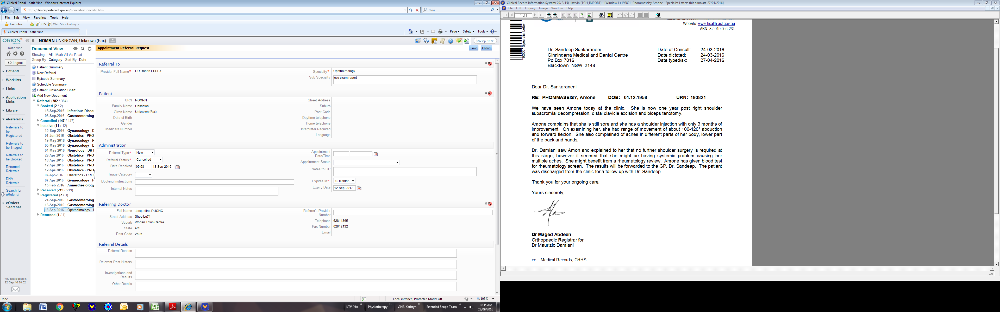 Clinical Portal - Katie Vine - Windows Internet Explorer
http://clinicalportal.act.gov.au/concerto/Concerto.htm
Bing
File Edit View Favorites Tools Help
Favorites CIS Web Slice Gallery
Clinical Portal - Katie Vine
Page Safety Tools
ORION
HEALTH
NOMRN UNKNOWN, Unknown (Fax)
23-Sep, 10:35
Katie Vine
Logout
Patients
Worklists
Links
Applications
Links
Library
eReferrals
Referrals to
be
Registered
Referrals to
be Triaged
Referrals to
be Booked
Returned
Referrals
DNA
Referrals
Search for
eReferral
eOrders
Searches
You last logged in
22-Sep-16 20:02
Document View
Showing All Mark All As Read
Group By Category Sort By Date
Patient Summary
New Referral
Episode Summary
Schedule Summary
Patient Observation Chart
Add New Document
Referral (382 / 384)
Booked (2 / 2)
15-Sep-2016 Infectious Disea
06-Sep-2016 Gastroenterolog
Cancelled (147 / 147)
Inactive (11 / 12)
15-Sep-2016 Gynaecology - D
01-Jun-2016 Obstetrics - PRO
19-May-2016 Gynaecology - F
05-May-2016 Gynaecology - D
04-May-2016 Neurology - DR
29-Apr-2016 Obstetrics - PRO
18-Apr-2016 Obstetrics - PRO
12-Apr-2016 Obstetrics - PRO
12-Apr-2016 Obstetrics - PRO
07-Apr-2016 Obstetrics - PRO
07-Apr-2016 Gynaecology - F
15-Feb-2016 Anaesthesiology
Received (219 / 219)
Registered (2 / 3)
21-Sep-2016 Gastroenterolog
13-Sep-2016 Gastroenterolog
13-Sep-2016 Ophthalmology -
Returned (1 / 1)
Appointment Referral Request
Save Cancel
Referral To
Provider Full Name* DR Rohan ESSEX
Specialty* Ophthalmology
Sub Specialty eye exam report
Patient
URN NOMRN
Family Name Unknown
Given Name Unknown (Fax)
Date of Birth
Gender
Medicare Number
Street Address
Suburb
Post Code
Daytime telephone
Home telephone
Interpreter Required
Language
Administration
Referral Type* New
Referral Status* Cancelled
Date Received 09:58 13-Sep-2016
Triage Category
Booking Instructions
Internal Notes
Appointment
Date/Time
Appointment Status
Notes to GP
Expires In* 12 Months
Expiry Date 12-Sep-2017
Referring Doctor
Full Name Jacqueline DUONG
Street Address Shop Lg71
Suburb Woden Town Centre
State ACT
Post Code 2606
Referrer's Provider
Number
Telephone 62811365
Fax Number 62812132
Email
Referral Details
Referral Reason
Relevant Past History
Investigations and
Results
Other Details
Done
Local intranet | Protected Mode: Off
105%
KTV (H:) Physiotherapy VINE, Kathryn Extended Scope Team
10:35 AM
23/09/2016
Clinical Record Information System( 20. 2. 15) : katvin (TCH_IMPORT) - [Window 1 : 193821, Phommaseisy Amone - Specialist Letters this adm/att, 27/04/2016]
File Edit Enquiry Image Window Help
1 of 1
*10500* Specialist Letter
Health
Website: www.health.act.gov.au
ABN: 82 049 056 234
Dr. Sandeep Sunkaraneni
Ginninderra Medical and Dental Centre
Po Box 7016
Blacktown NSW 2148
Date of Consult: 24-03-2016
Date dictated: 24-03-2016
Date typed/sk: 27-04-2016
Dear Dr. Sunkaraneni
RE: PHOMMASEISY, Amone DOB: 01.12.1958 URN: 193821
We have seen Amone today at the clinic. She is now one year post right shoulder
subacromial decompression, distal clavicle excision and biceps tenotomy.
Amone complains that she is still sore and she has a shoulder injection with only 3 months of
improvement. On examining her, she had range of movement of about 100-120° abduction
and forward flexion. She also complained of aches in different parts of her body, lower part
of the back and hands.
Dr. Damiani saw Amon and explained to her that no further shoulder surgery is required at
this stage, however it seemed that she might be having systemic problem causing her
multiple aches. She might benefit from a rheumatology review. Amone has given blood test
for rheumatology screen. The results will be forwarded to the GP, Dr. Sandeep. The patient
was discharged from the clinic for a follow up with Dr. Sandeep.
Thank you for your ongoing care.
Yours sincerely,
Dr Maged Abdeen
Orthopaedic Registrar for
Dr Maurizio Damiani
cc: Medical Records, CHHS
wd